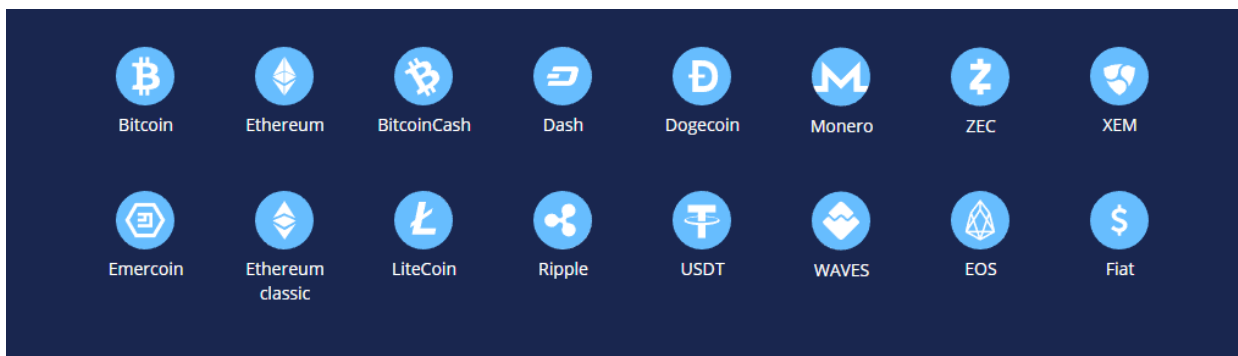 Bitcoin Ethereum BitcoinCash Dash Dogecoin Monero ZEC XEM
Emercoin Ethereum LiteCoin Ripple USDT WAVES EOS Fiat
classic